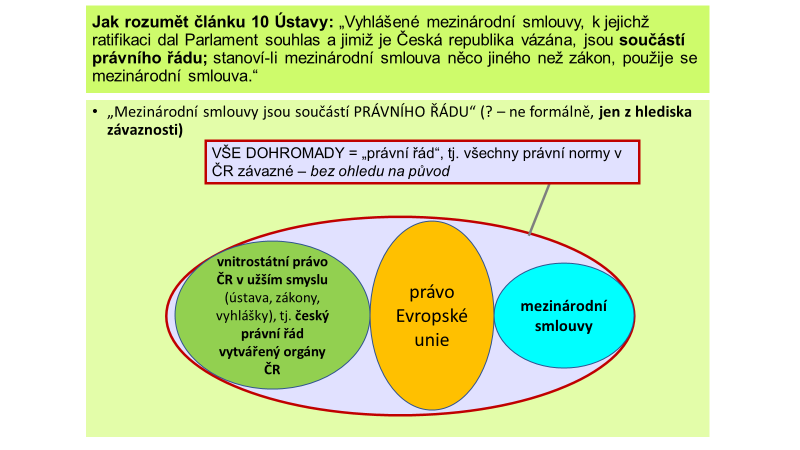 Jak rozumět článku 10 Ústavy: „Vyhlášené mezinárodní smlouvy, k jejichž
ratifikaci dal Parlament souhlas a jimiž je Česká republika vázána, jsou součástí
právního řádu; stanoví-li mezinárodní smlouva něco jiného než zákon, použije se
mezinárodní smlouva.“
• „Mezinárodní smlouvy jsou součástí PRÁVNÍHO ŘÁDU“ (? – ne formálně, jen z hlediska
závaznosti)
VŠE DOHROMADY = „právní řád“, tj. všechny právní normy v
ČR závazné – bez ohledu na původ
vnitrostátní právo
ČR v užším smyslu
(ústava, zákony,
vyhlášky), tj. český
právní řád
vytvářený orgány
ČR
právo
Evropské
unie
mezinárodní
smlouvy